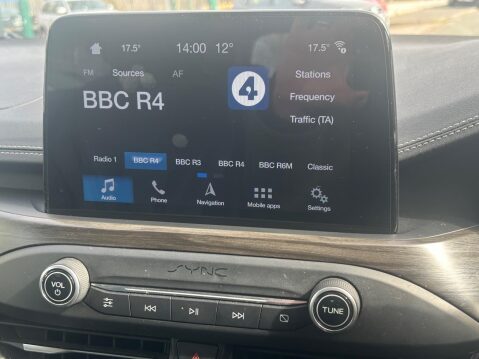 17.5° 14:00 12° 17.5°
FM Sources AF Stations
BBC R4 4 Frequency
Traffic (TA)
Radio 1 BBC R4 BBC R3 BBC R4 BBC R6M Classic
Audio Phone Navigation Mobile apps Settings
SYNC
VOL TUNE